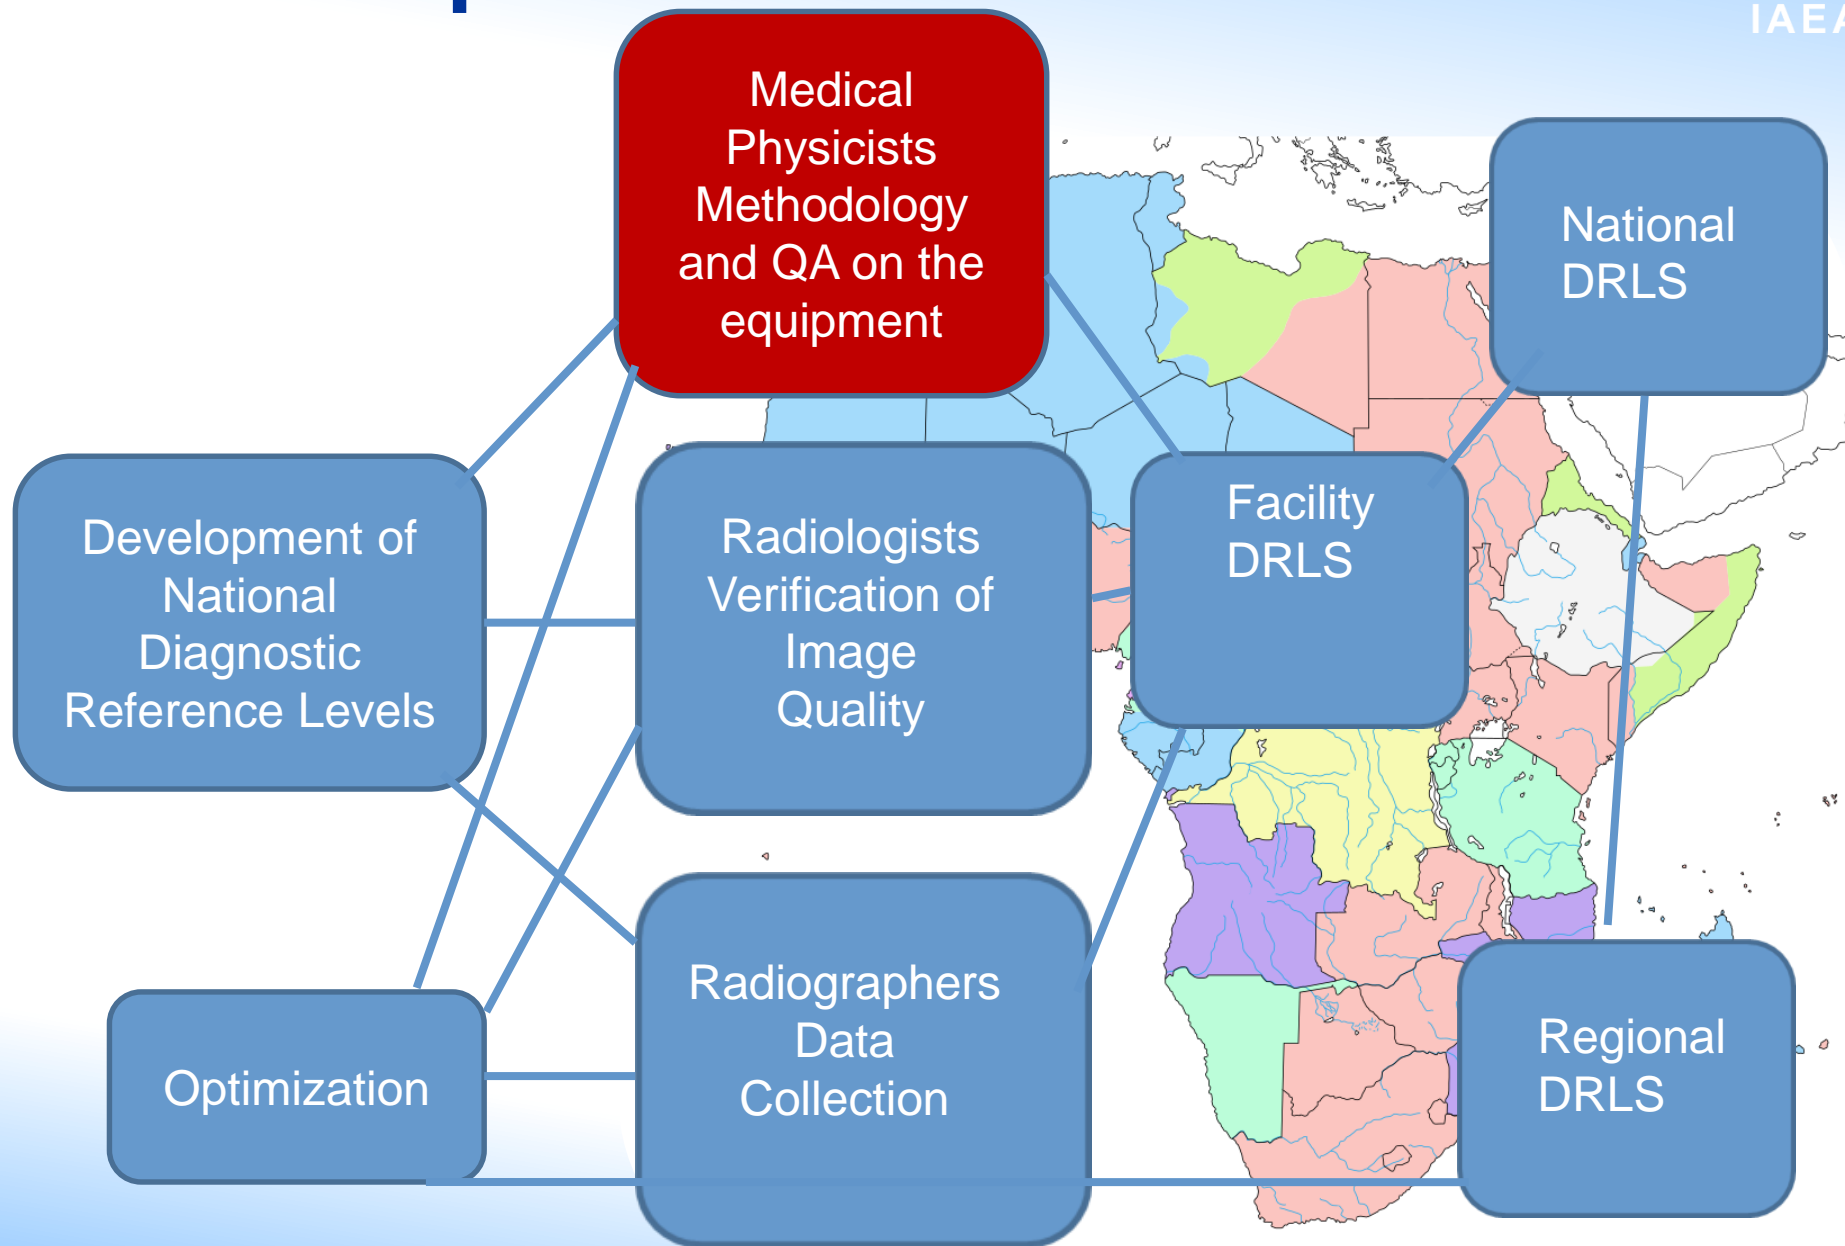 IAEA
Medical
Physicists
Methodology
and QA on the
equipment
National
DRLS
Development of
National
Diagnostic
Reference Levels
Radiologists
Verification of
Image
Quality
Facility
DRLS
Optimization
Radiographers
Data
Collection
Regional
DRLS